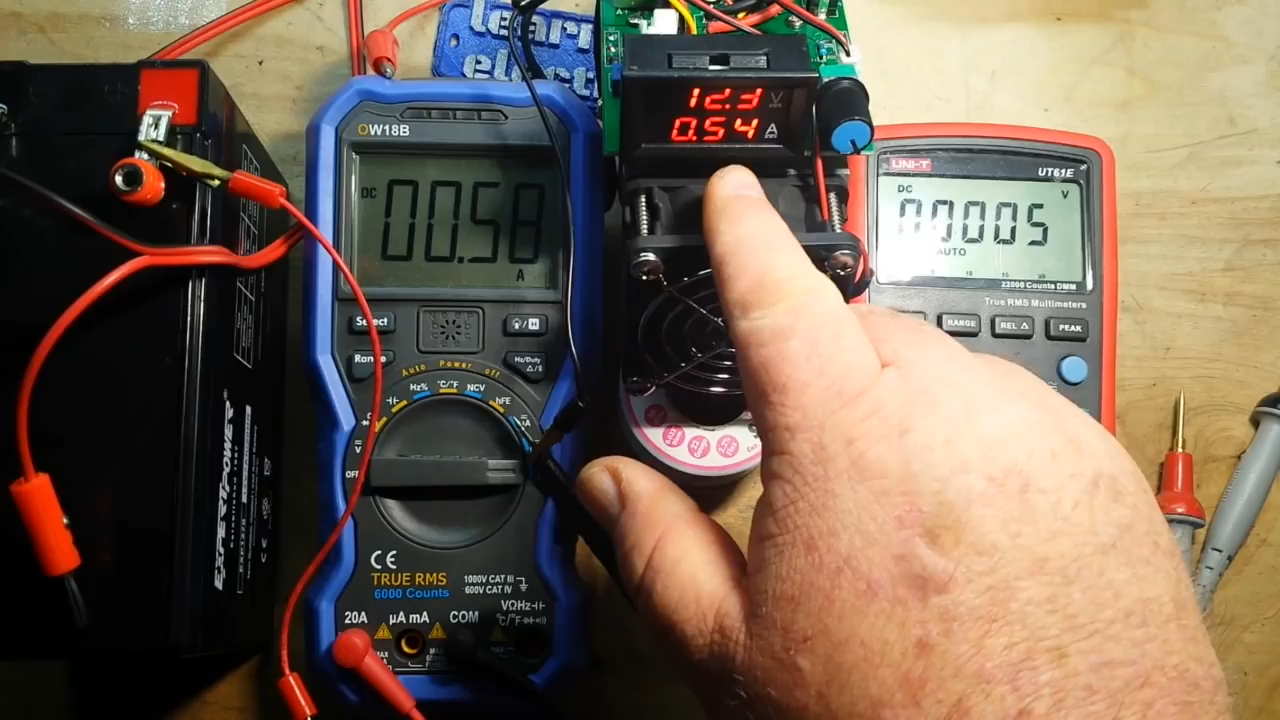 learn
elect
OW18B
DC
00.58
A
Select
Range
Hz/Duty
Auto Power off
Hz%
°C/°F
NCV
hFE
OFF
CE
TRUE RMS
6000 Counts
1000V CAT III
600V CAT IV
20A
µA mA
COM
VΩHz
°C/°F
12.3 V
0.54 A
UNI-T
UT61E
DC
V
00005
AUTO
22000 Counts DMM
True RMS Multimeters
RANGE
REL △
PEAK
EXPERTPOWER